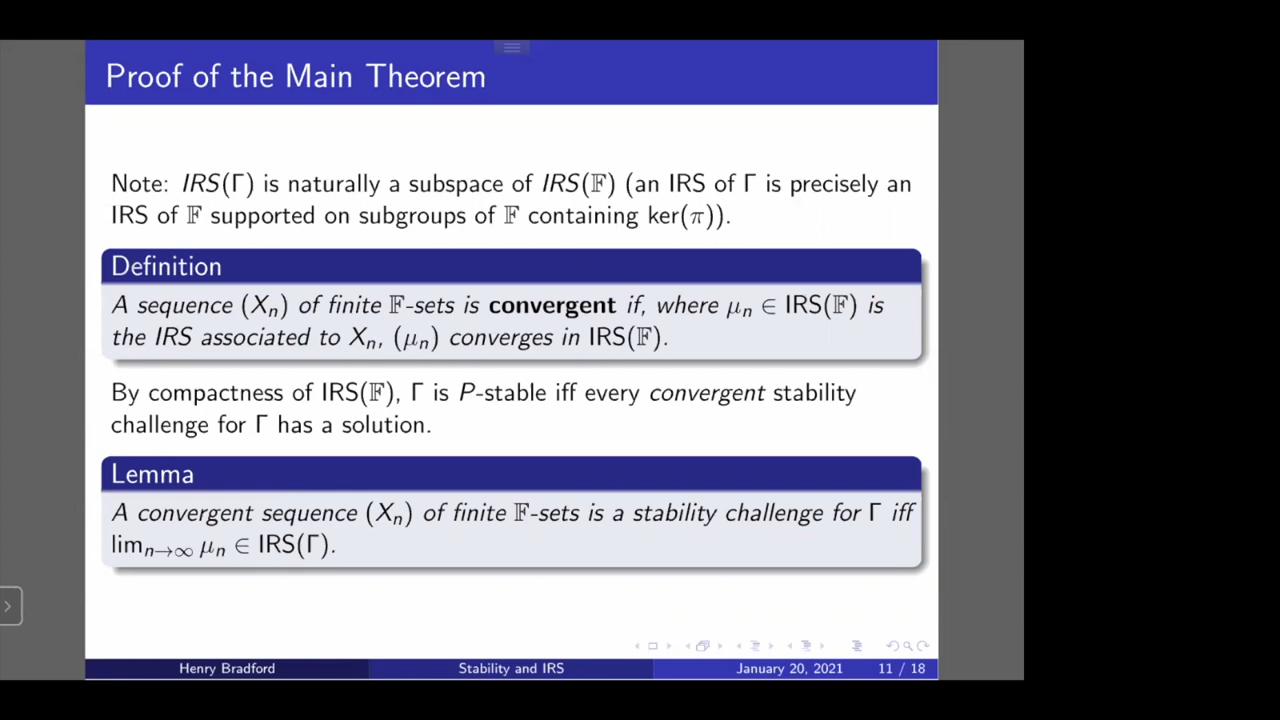 Proof of the Main Theorem
Note: IRS(Γ) is naturally a subspace of IRS(𝔽) (an IRS of Γ is precisely an
IRS of 𝔽 supported on subgroups of 𝔽 containing ker(π)).
Definition
A sequence (Xₙ) of finite 𝔽-sets is convergent if, where μₙ ∈ IRS(𝔽) is
the IRS associated to Xₙ, (μₙ) converges in IRS(𝔽).
By compactness of IRS(𝔽), Γ is P-stable iff every convergent stability
challenge for Γ has a solution.
Lemma
A convergent sequence (Xₙ) of finite 𝔽-sets is a stability challenge for Γ iff
limₙ→∞ μₙ ∈ IRS(Γ).
Henry Bradford Stability and IRS January 20, 2021 11 / 18